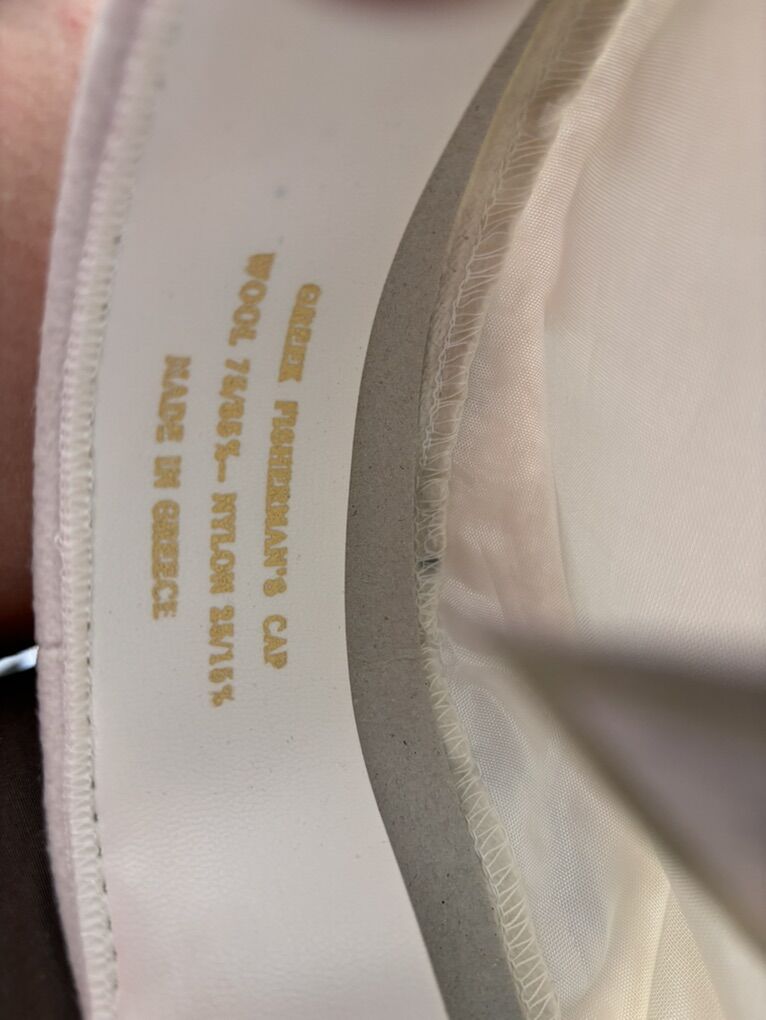 GREEK FISHERMAN'S CAP
WOOL 75/85% - NYLON 25/15%
MADE IN GREECE